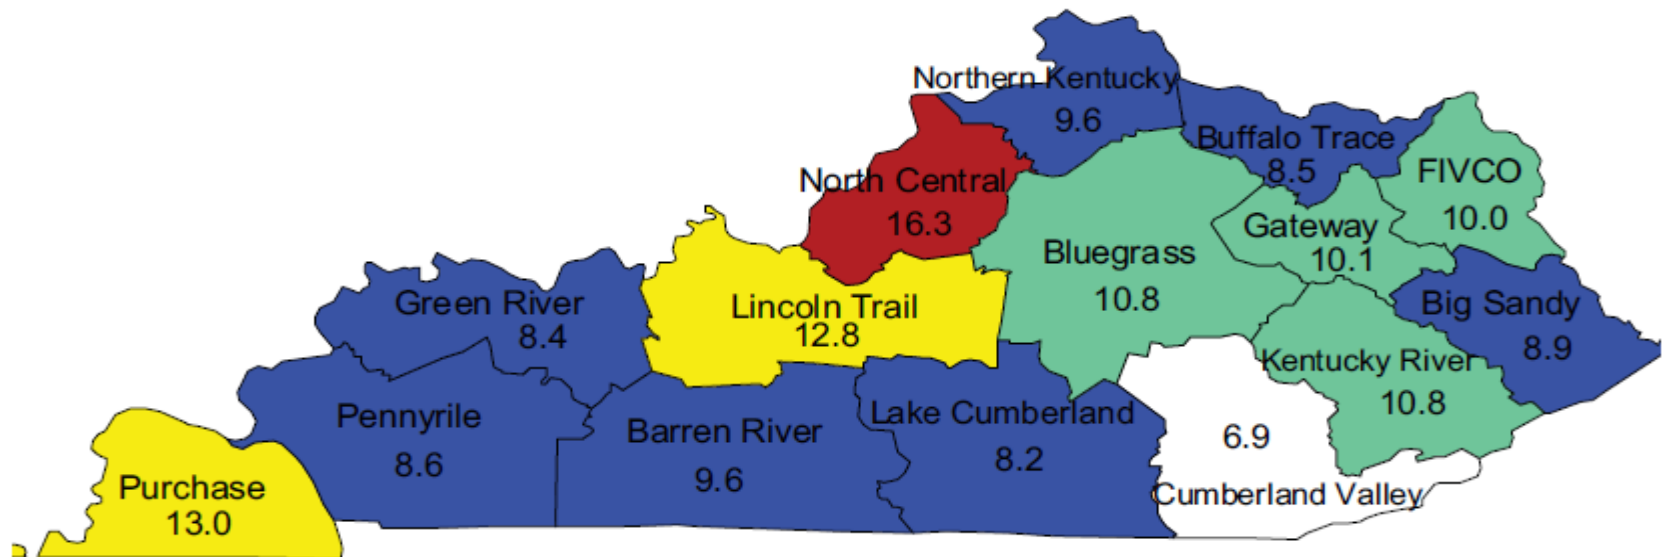 Northern Kentucky
9.6
Buffalo Trace
8.5
FIVCO
10.0
North Central
16.3
Gateway
10.1
Bluegrass
10.8
Green River
8.4
Lincoln Trail
12.8
Big Sandy
8.9
Kentucky River
10.8
Pennyrile
8.6
Barren River
9.6
Lake Cumberland
8.2
6.9
Cumberland Valley
Purchase
13.0